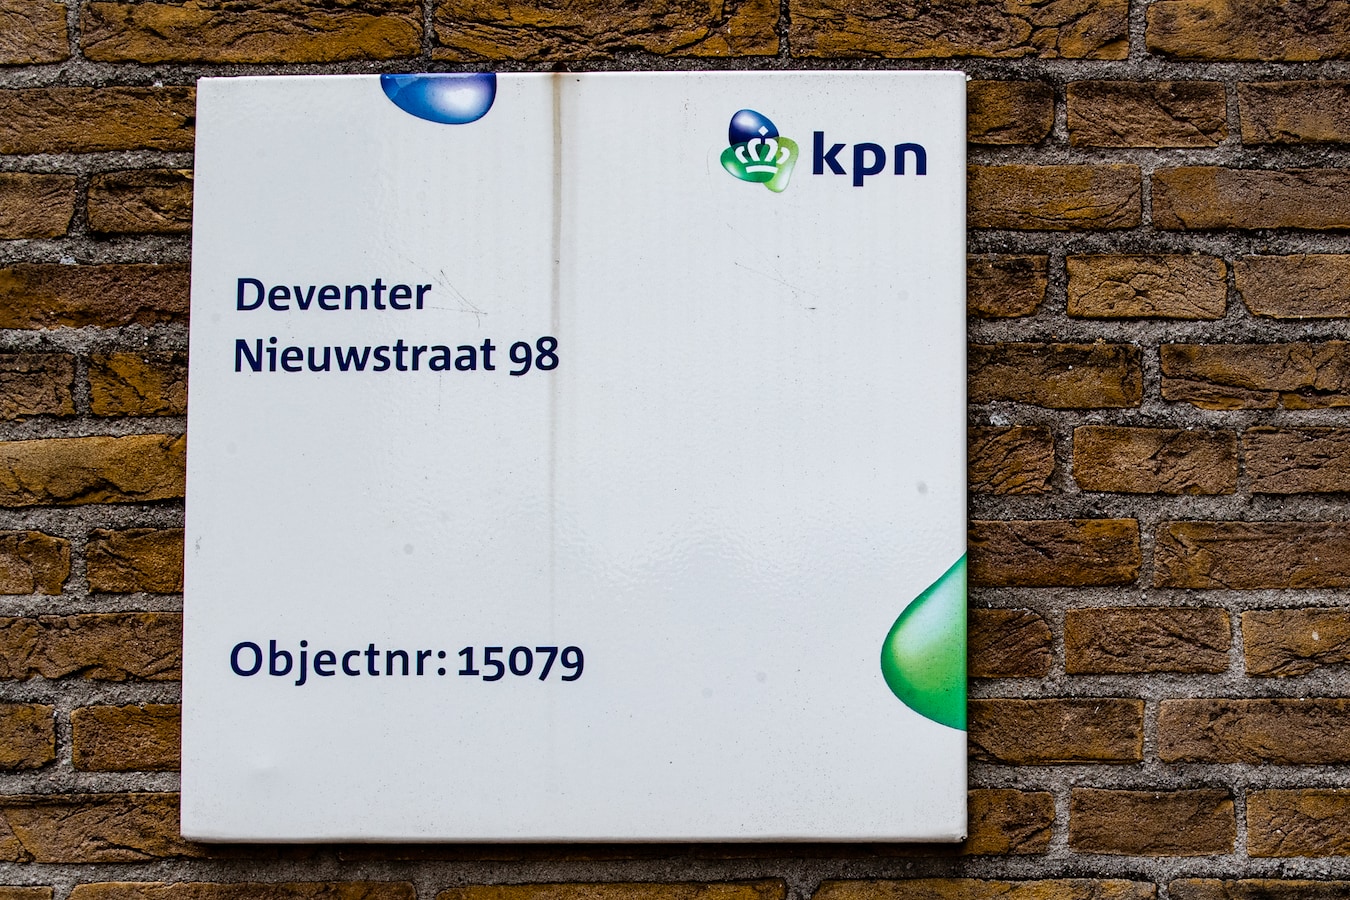 kpn
Deventer
Nieuwstraat 98
Objectnr: 15079